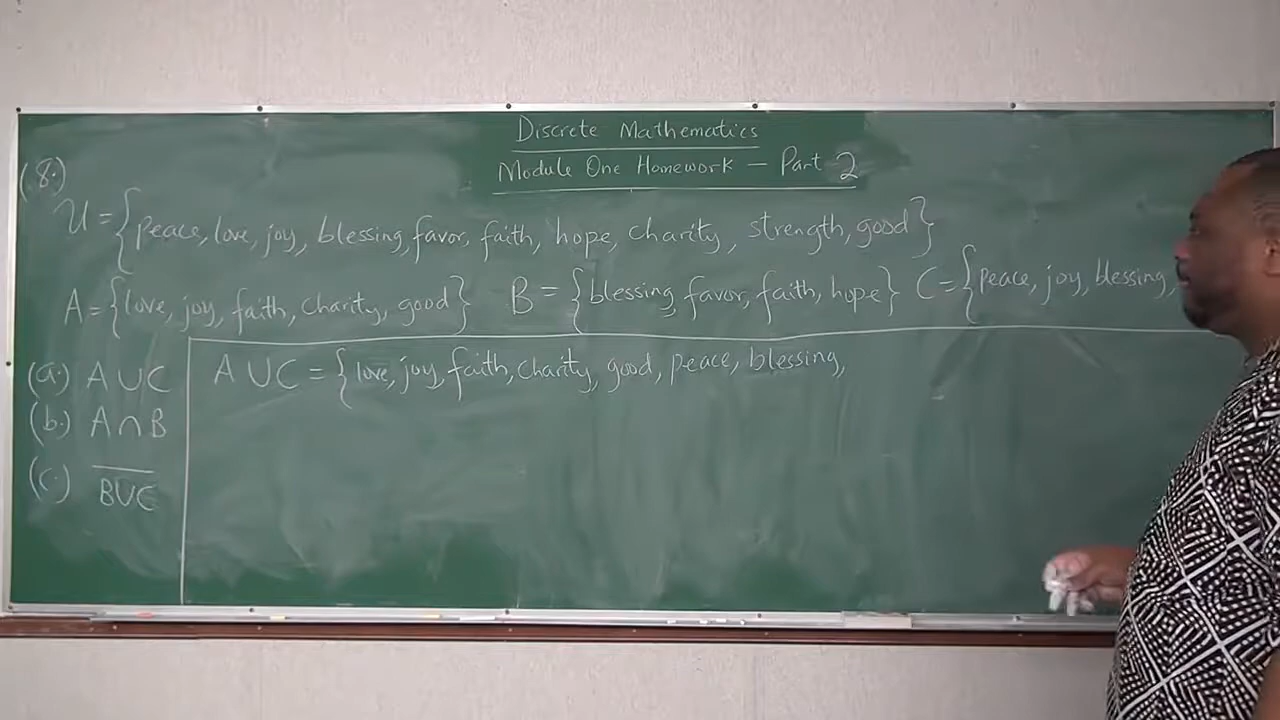 Discrete Mathematics
Module One Homework – Part 2
(8.)
U = {peace, love, joy, blessing, favor, faith, hope, charity, strength, good}
A = {love, joy, faith, charity, good} B = {blessing, favor, faith, hope} C = {peace, joy, blessing,
(a.) A ∪ C
A ∪ C = {love, joy, faith, charity, good, peace, blessing,
(b.) A ∩ B
(c.) \overline{B ∪ C}